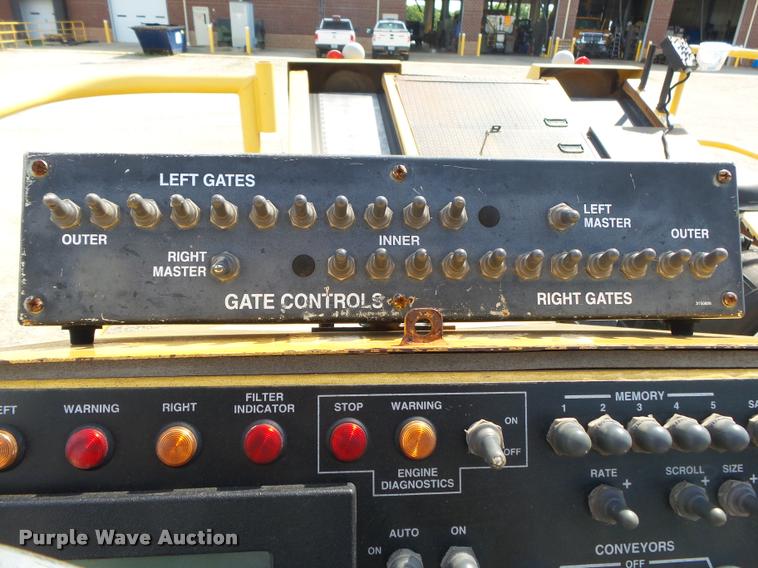 LEFT GATES
OUTER
INNER
LEFT
MASTER
OUTER
RIGHT
MASTER
GATE CONTROLS
RIGHT GATES
WARNING
RIGHT
FILTER
INDICATOR
STOP
WARNING
ON
OFF
ENGINE
DIAGNOSTICS
MEMORY
1 2 3 4 5
RATE +
SCROLL +
SIZE +
AUTO
ON
ON
CONVEYORS
OFF
Purple Wave Auction